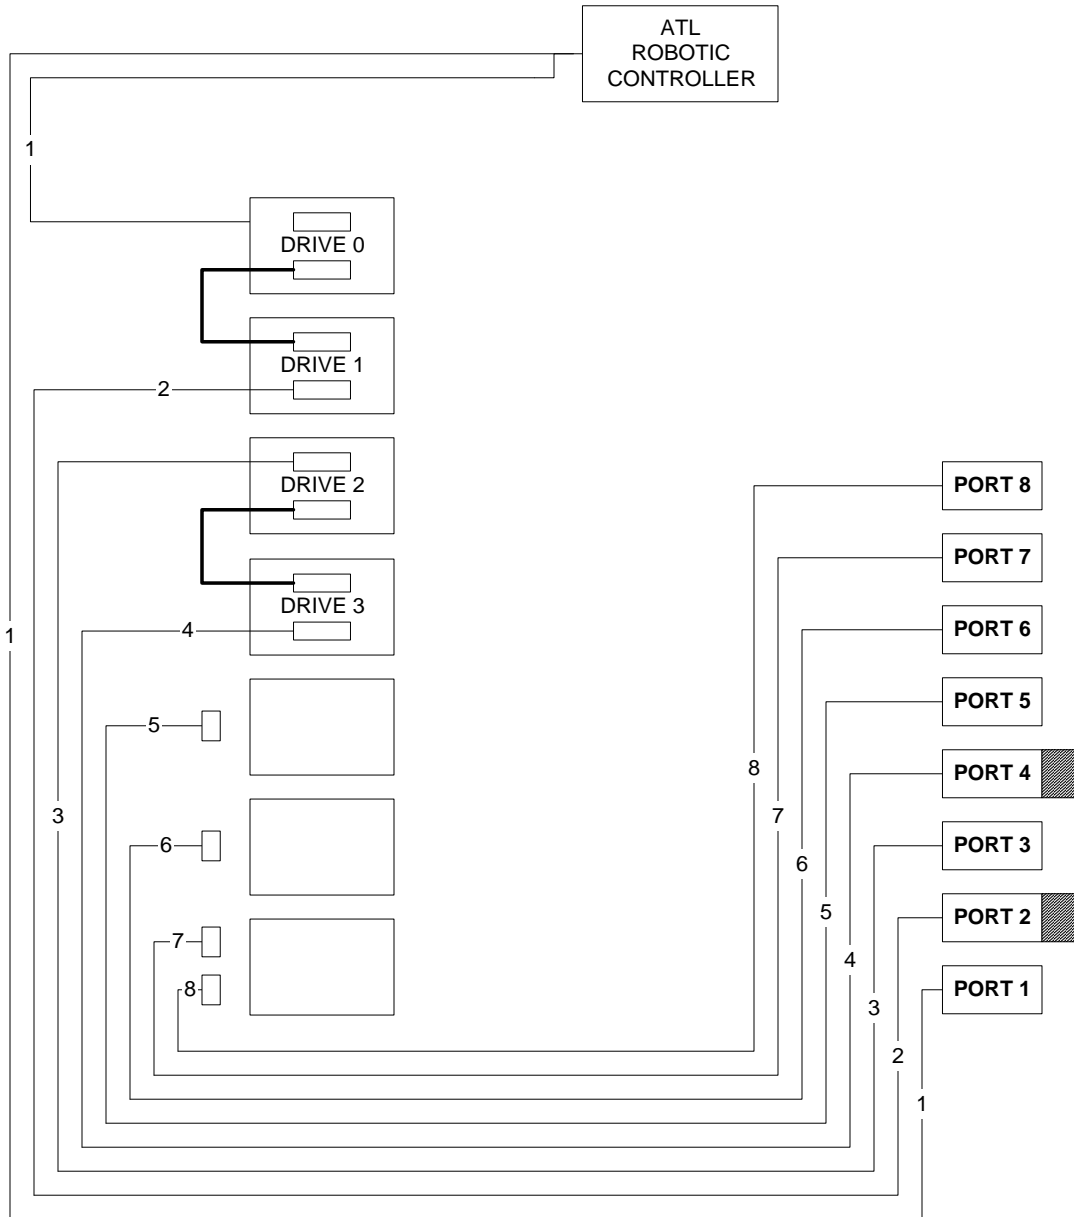 ATL
ROBOTIC
CONTROLLER
1
DRIVE 0
DRIVE 1
2
DRIVE 2
PORT 8
PORT 7
DRIVE 3
4
1
PORT 6
PORT 5
5
8
PORT 4
3
7
6
PORT 3
6
5
PORT 2
7
4
8
PORT 1
3
2
1